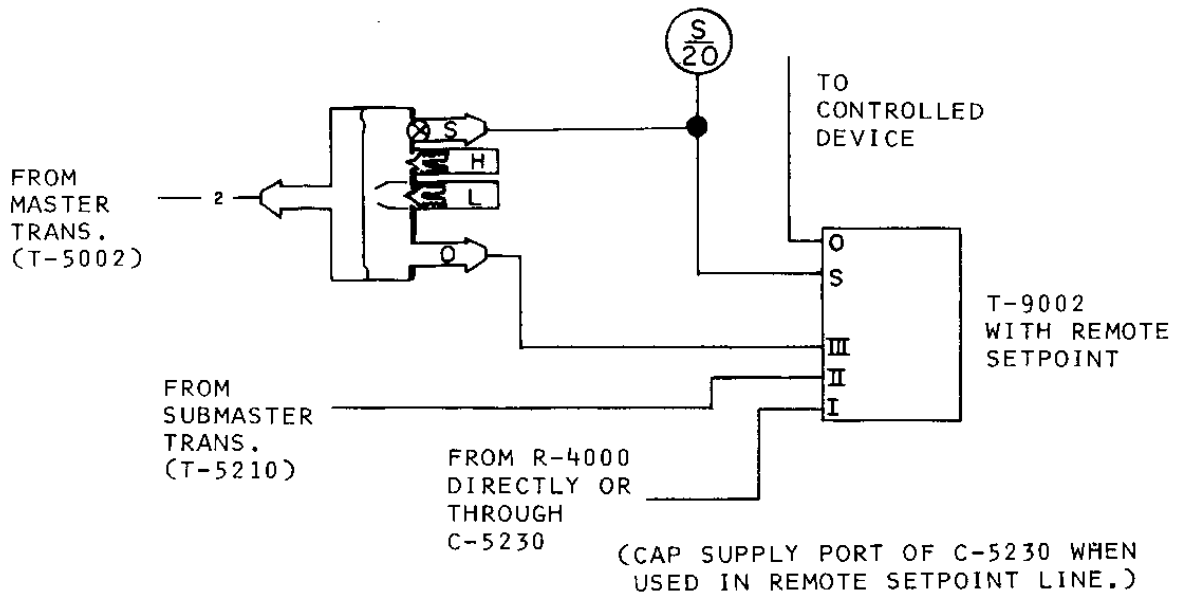 S
20
TO
CONTROLLED
DEVICE
S
H
L
O
FROM
MASTER
TRANS.
(T-5002)
2
O
S
III
II
I
T-9002
WITH REMOTE
SETPOINT
FROM
SUBMASTER
TRANS.
(T-5210)
FROM R-4000
DIRECTLY OR
THROUGH
C-5230
(CAP SUPPLY PORT OF C-5230 WHEN
USED IN REMOTE SETPOINT LINE.)